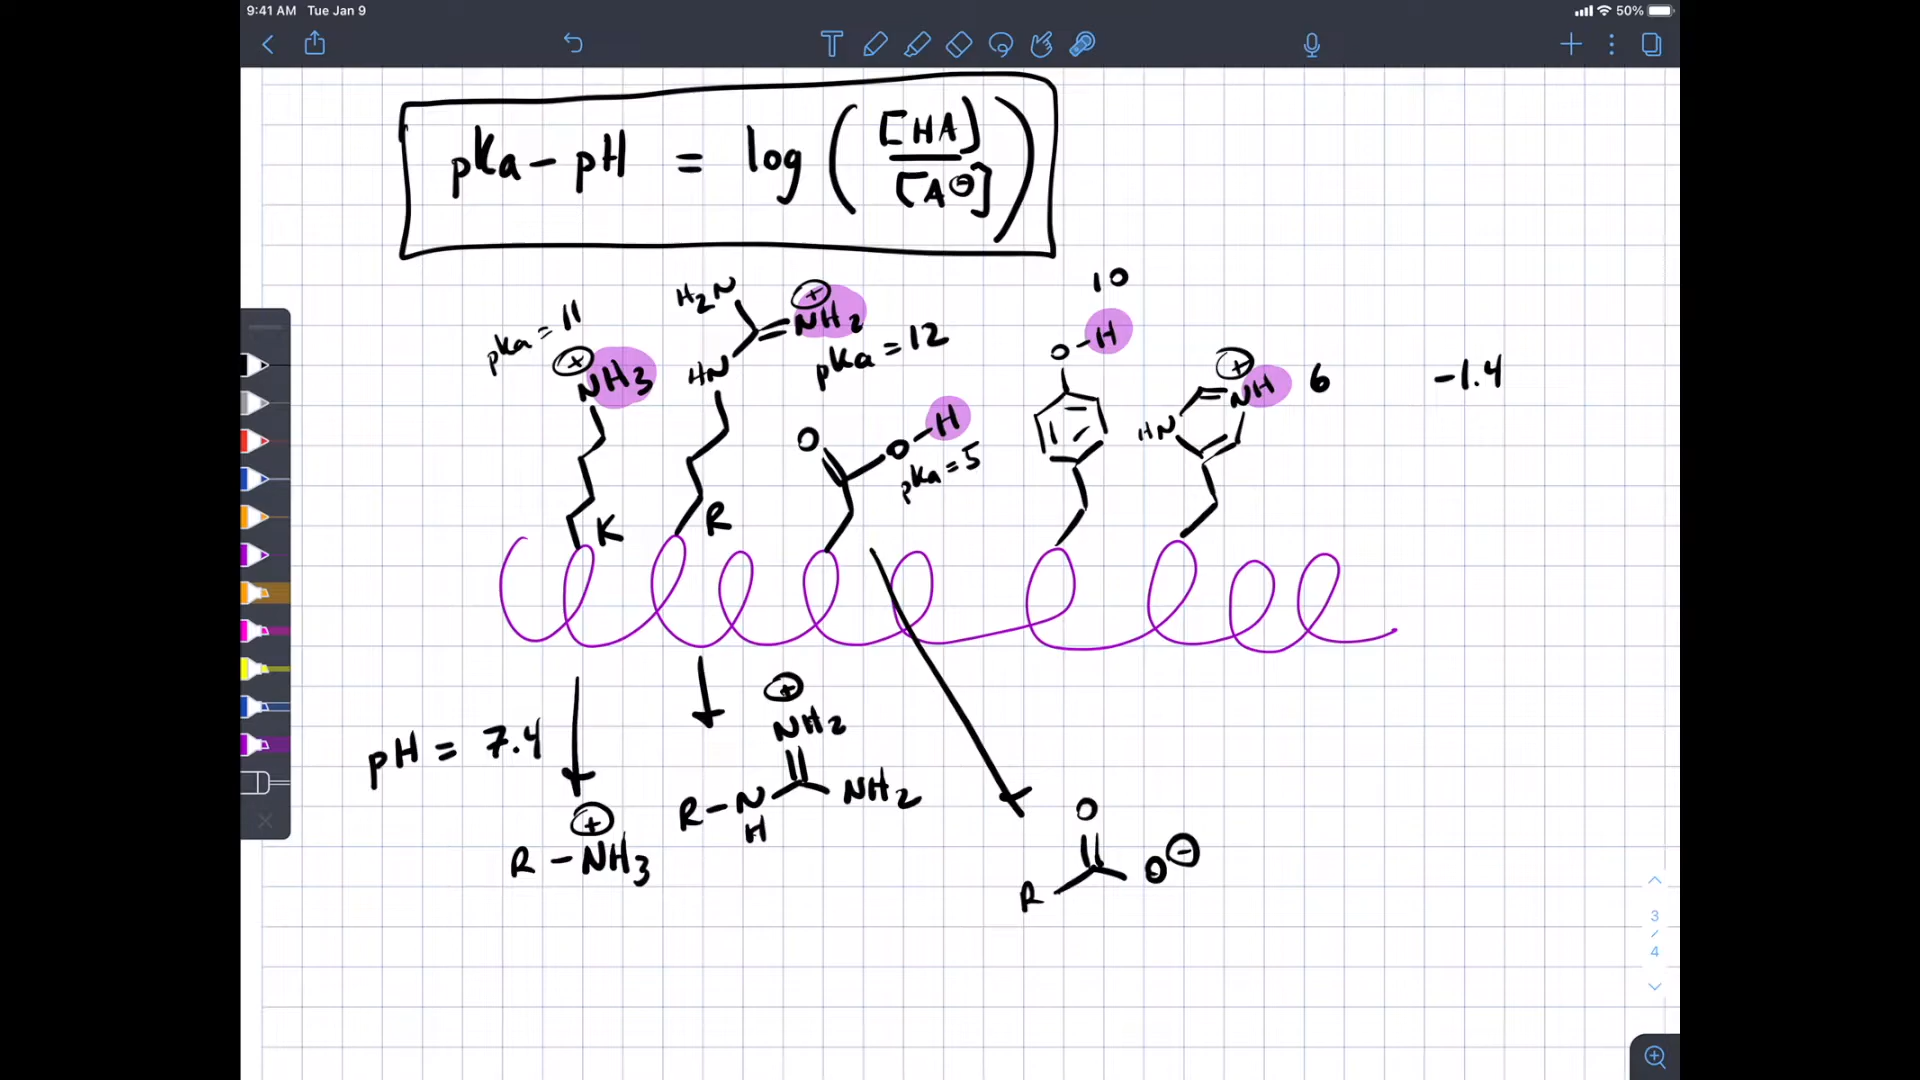 9:41 AM Tue Jan 9
50%
pKa - pH = log ([HA] / [A⊖])
10
H₂N
⊕
NH₂
pKa = 11
⊕
NH₃
HN
pKa = 12
O-H
⊕
NH
6
-1.4
HN
O
O-H
pKa = 5
K
R
pH = 7.4
⊕
NH₂
R-N
H
NH₂
⊕
R-NH₃
O
R
O⊖
3
/
4